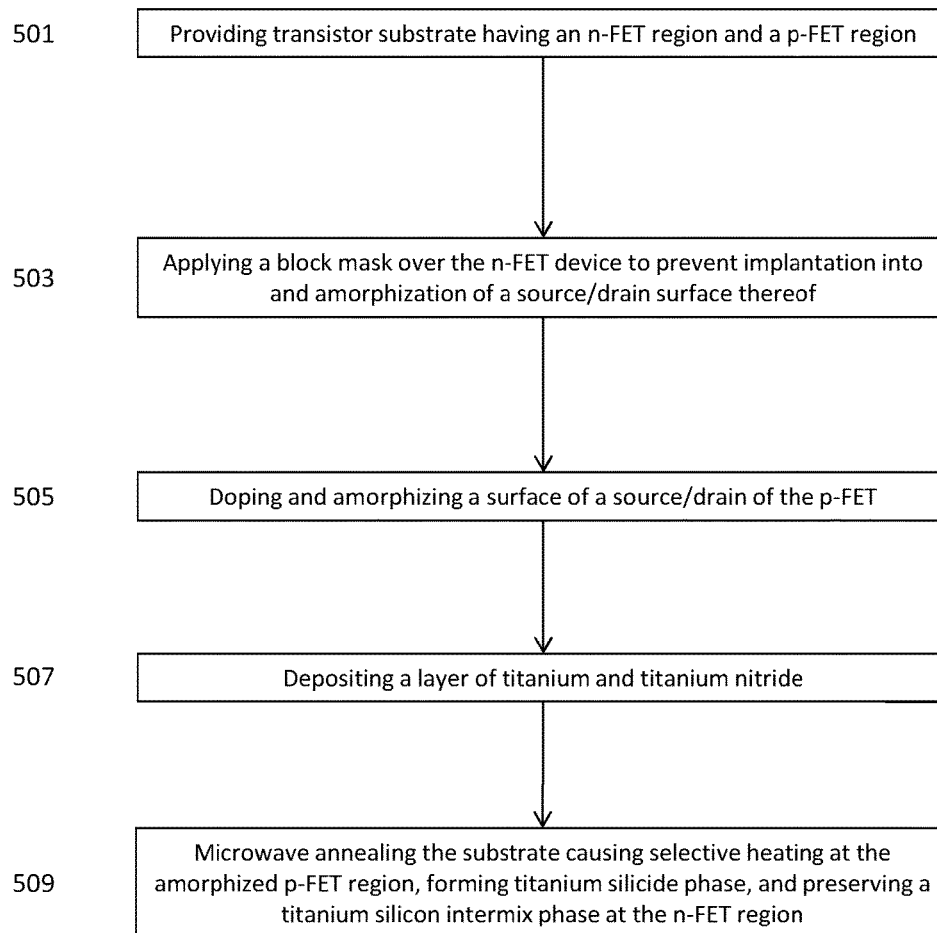 501
Providing transistor substrate having an n-FET region and a p-FET region
503
Applying a block mask over the n-FET device to prevent implantation into
and amorphization of a source/drain surface thereof
505
Doping and amorphizing a surface of a source/drain of the p-FET
507
Depositing a layer of titanium and titanium nitride
509
Microwave annealing the substrate causing selective heating at the
amorphized p-FET region, forming titanium silicide phase, and preserving a
titanium silicon intermix phase at the n-FET region